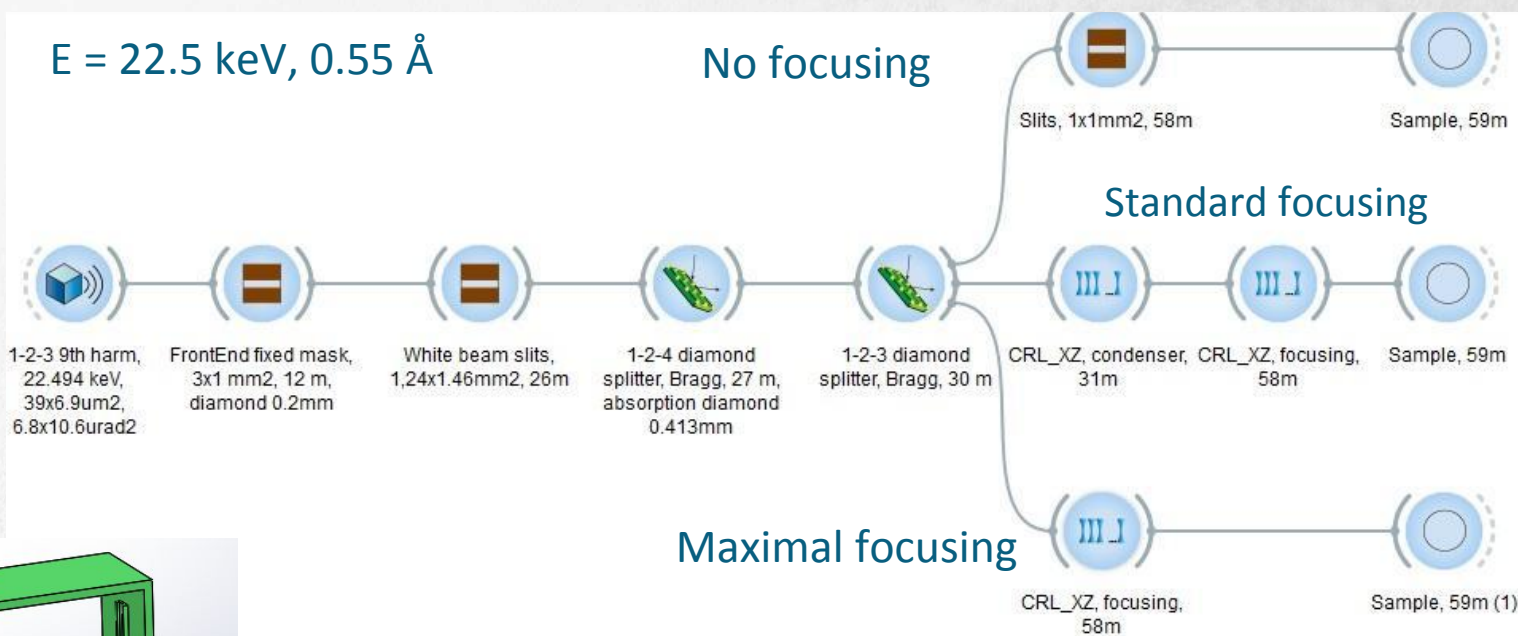 E = 22.5 keV, 0.55 Å
No focusing
Slits, 1x1mm2, 58m
Sample, 59m
Standard focusing
1-2-3 9th harm,
22.494 keV,
39x6.9um2,
6.8x10.6urad2
FrontEnd fixed mask,
3x1 mm2, 12 m,
diamond 0.2mm
White beam slits,
1,24x1.46mm2, 26m
1-2-4 diamond
splitter, Bragg, 27 m,
absorption diamond
0.413mm
1-2-3 diamond
splitter, Bragg, 30 m
CRL_XZ, condenser,
31m
CRL_XZ, focusing,
58m
Sample, 59m
Maximal focusing
CRL_XZ, focusing,
58m
Sample, 59m (1)